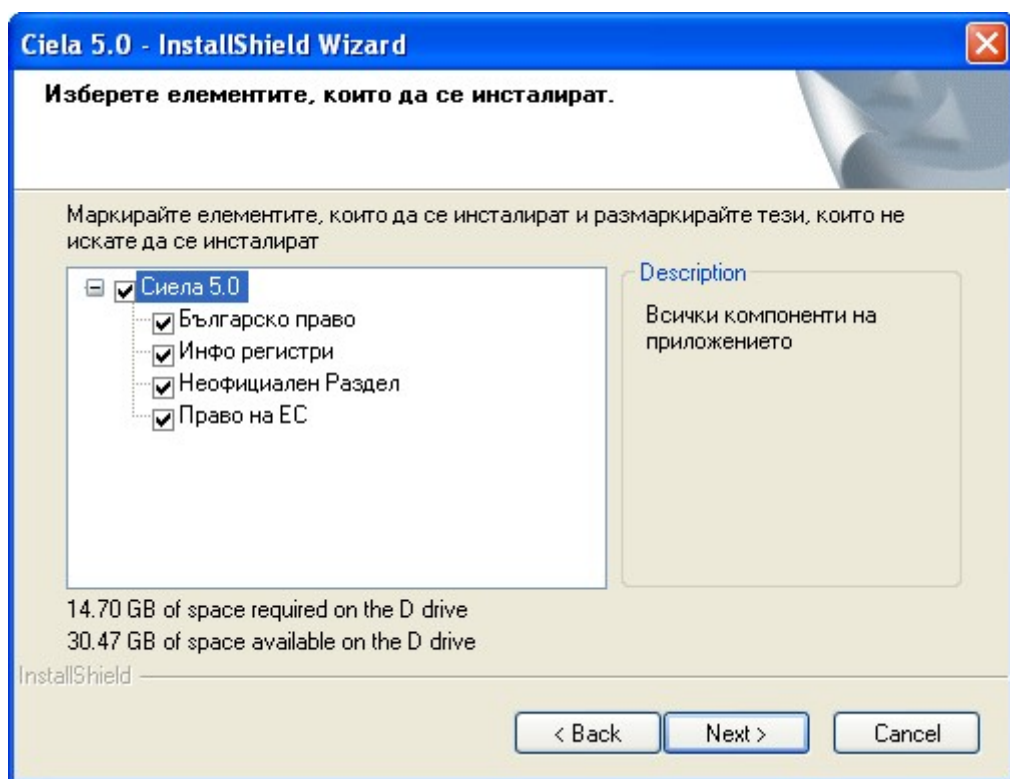 Ciela 5.0 - InstallShield Wizard
Изберете елементите, които да се инсталират.
Маркирайте елементите, които да се инсталират и размаркирайте тези, които не
искате да се инсталират
Сиела 5.0
Българско право
Инфо регистри
Неофициален Раздел
Право на ЕС
Description
Всички компоненти на
приложението
14.70 GB of space required on the D drive
30.47 GB of space available on the D drive
InstallShield
< Back
Next >
Cancel